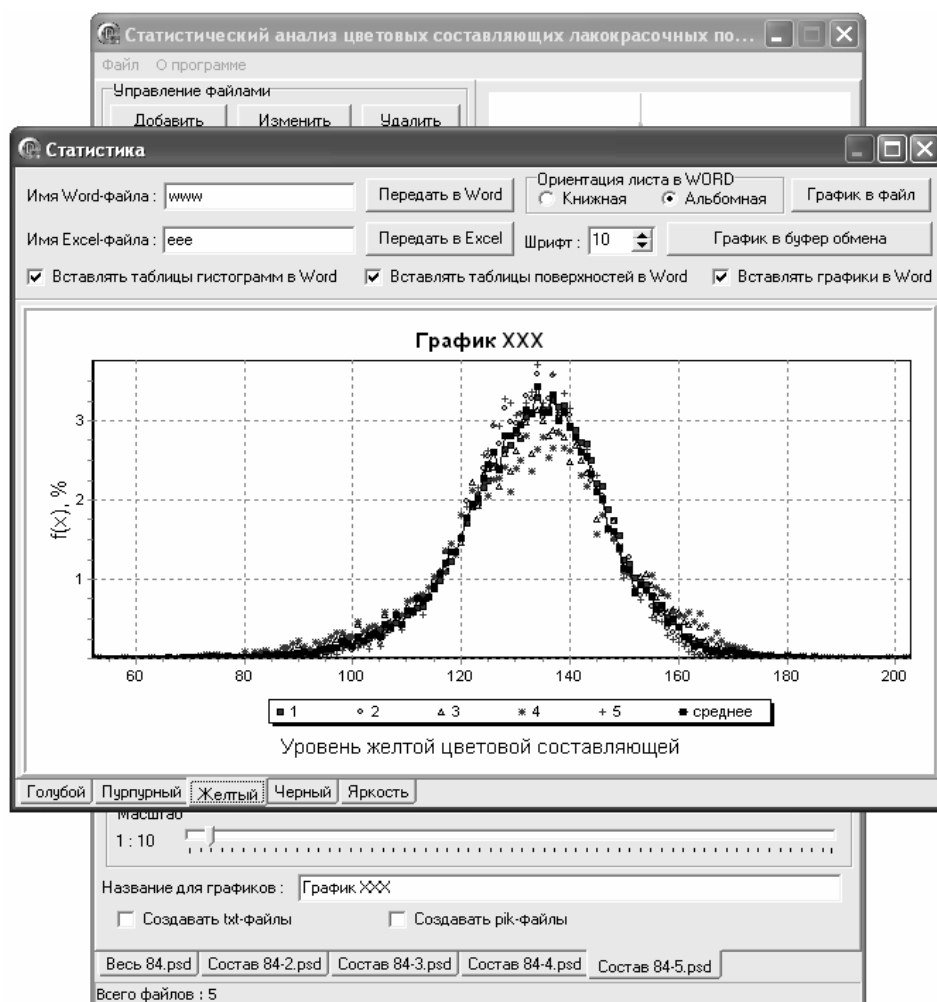 Статистический анализ цветовых составляющих лакокрасочных по...
Файл О программе
Управление файлами
Добавить Изменить Удалить
Статистика
Имя Word-файла : www Передать в Word Ориентация листа в WORD Книжная Альбомная График в файл
Имя Excel-файла : eee Передать в Excel Шрифт : 10 График в буфер обмена
Вставлять таблицы гистограмм в Word Вставлять таблицы поверхностей в Word Вставлять графики в Word
График XXX
f(x), %
3
2
1
60 80 100 120 140 160 180 200
1 2 3 4 5 среднее
Уровень желтой цветовой составляющей
Голубой Пурпурный Желтый Черный Яркость
Масштаб
1 : 10
Название для графиков : График XXX
Создавать txt-файлы Создавать pik-файлы
Весь 84.psd Состав 84-2.psd Состав 84-3.psd Состав 84-4.psd Состав 84-5.psd
Всего файлов : 5